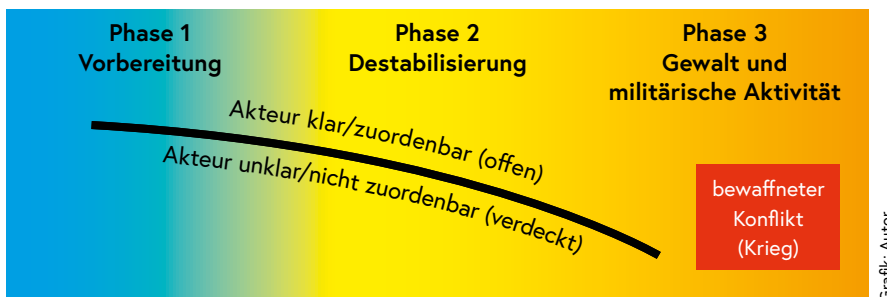 Phase 1
Vorbereitung
Phase 2
Destabilisierung
Phase 3
Gewalt und
militärische Aktivität
Akteur klar/zuordenbar (offen)
Akteur unklar/nicht zuordenbar (verdeckt)
bewaffneter
Konflikt
(Krieg)
Grafik: Autor